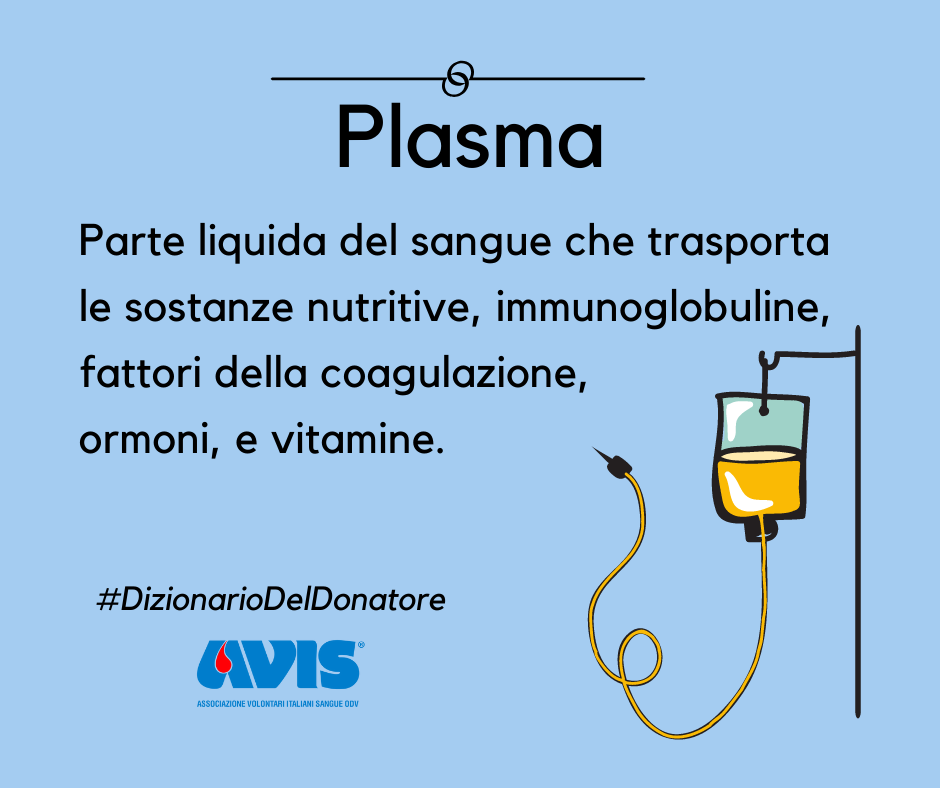 Plasma
Parte liquida del sangue che trasporta
le sostanze nutritive, immunoglobuline,
fattori della coagulazione,
ormoni, e vitamine.
#DizionarioDelDonatore
AVIS®
ASSOCIAZIONE VOLONTARI ITALIANI SANGUE ODV